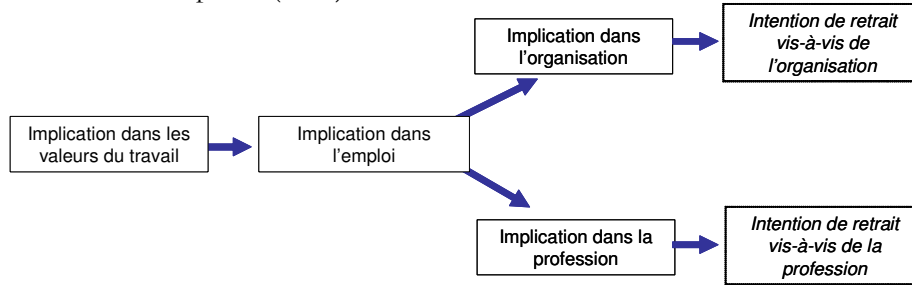 Implication dans
l'organisation
Intention de retrait
vis-à-vis de
l'organisation
Implication dans les
valeurs du travail
Implication dans
l'emploi
Implication dans la
profession
Intention de retrait
vis-à-vis de la
profession